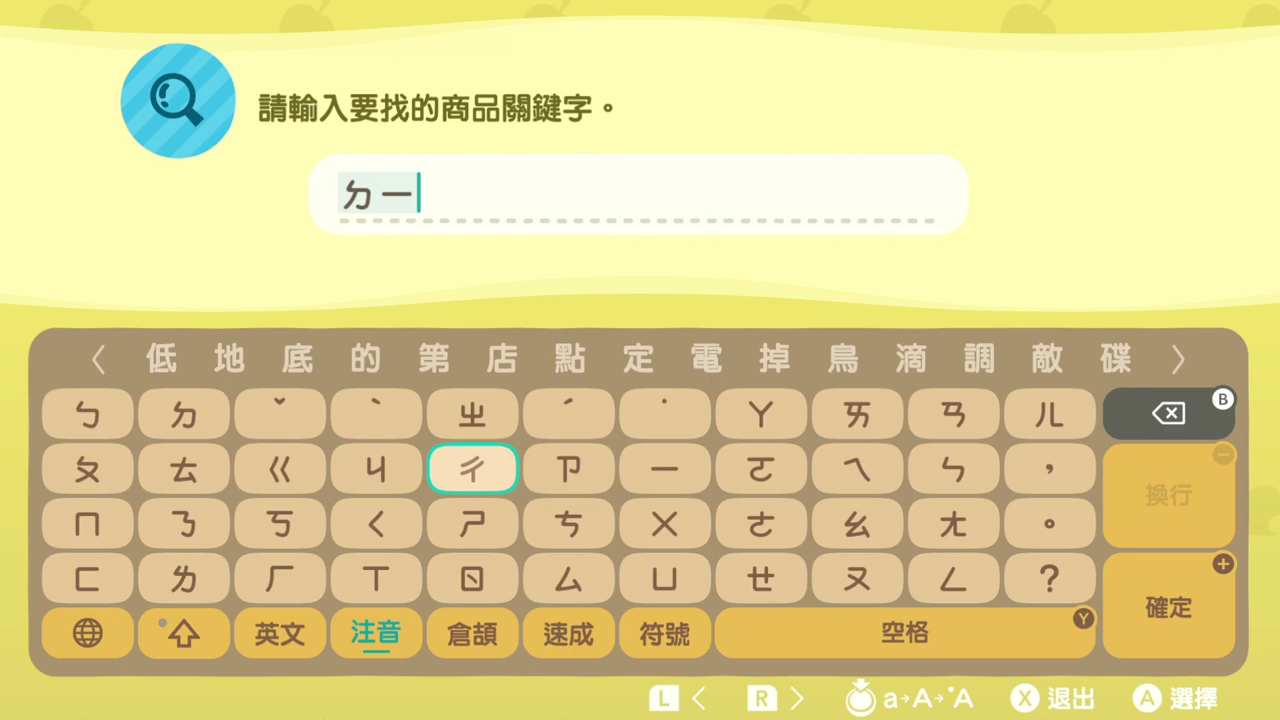 請輸入要找的商品關鍵字。
ㄉㄧ
〈 低 地 底 的 第 店 點 定 電 掉 鳥 滴 調 敵 碟 〉
ㄅ ㄉ ˇ ˋ ㄓ ˊ ˙ ㄚ ㄞ ㄢ ㄦ B
ㄆ ㄊ ㄍ ㄐ ㄔ ㄗ ㄧ ㄛ ㄟ ㄣ , 換行 −
ㄇ ㄋ ㄎ ㄑ ㄕ ㄘ ㄨ ㄜ ㄠ ㄤ 。
ㄈ ㄌ ㄏ ㄒ ㄖ ㄙ ㄩ ㄝ ㄡ ㄥ ? 確定 +
英文 注音 倉頡 速成 符號 空格 Y
L 〈 R 〉 a→A→•A X 退出 A 選擇